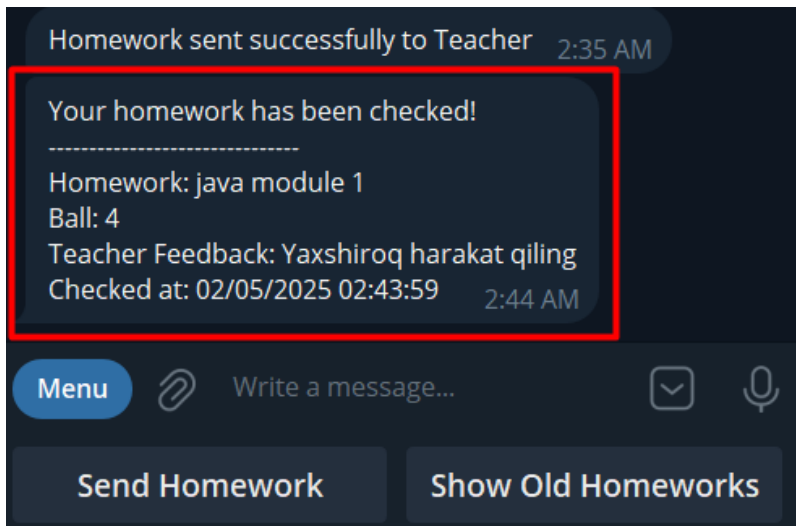 Homework sent successfully to Teacher 2:35 AM
Your homework has been checked!
------------------------------
Homework: java module 1
Ball: 4
Teacher Feedback: Yaxshiroq harakat qiling
Checked at: 02/05/2025 02:43:59 2:44 AM
Menu Write a message...
Send Homework Show Old Homeworks